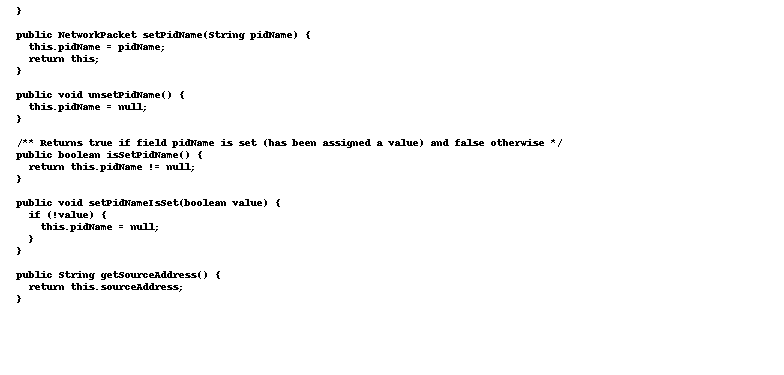 }

public NetworkPacket setPidName(String pidName) {
  this.pidName = pidName;
  return this;
}

public void unsetPidName() {
  this.pidName = null;
}

/** Returns true if field pidName is set (has been assigned a value) and false otherwise */
public boolean isSetPidName() {
  return this.pidName != null;
}

public void setPidNameIsSet(boolean value) {
  if (!value) {
    this.pidName = null;
  }
}

public String getSourceAddress() {
  return this.sourceAddress;
}